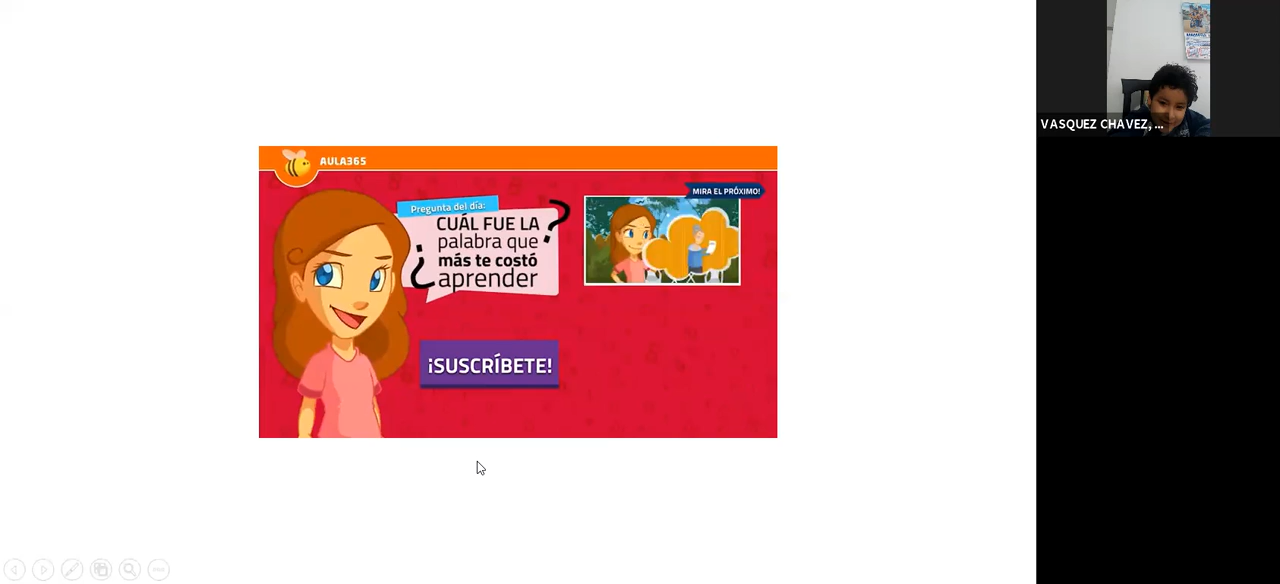 AULA365
Pregunta del día:
¿
CUÁL FUE LA
palabra que
más te costó
aprender
?
MIRA EL PRÓXIMO!
¡SUSCRÍBETE!
VASQUEZ CHAVEZ, ...